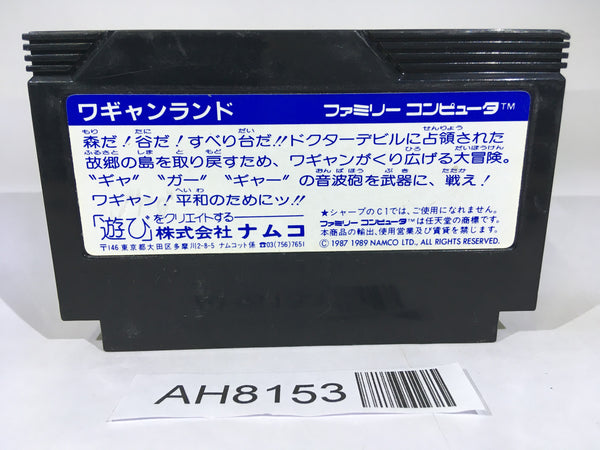 ワギャンランド ファミリー コンピュータ™
森だ!谷だ!すべり台だ!!ドクターデビルに占領された
故郷の島を取り戻すため、ワギャンがくり広げる大冒険。
“ギャ” “ガー” “ギャー” の音波砲を武器に、戦え!
ワギャン!平和のためにッ!!
「遊び」をクリエイトする
株式会社 ナムコ
〒146 東京都大田区多摩川2-8-5 ナムコット係 ☎03(756)7651
★シャープのC1では、ご使用になれません。
ファミリー コンピュータ™は任天堂の商標です。
本商品の輸出、使用営業及び賃貸を禁じます。
©1987 1989 NAMCO LTD., ALL RIGHTS RESERVED.
AH8153